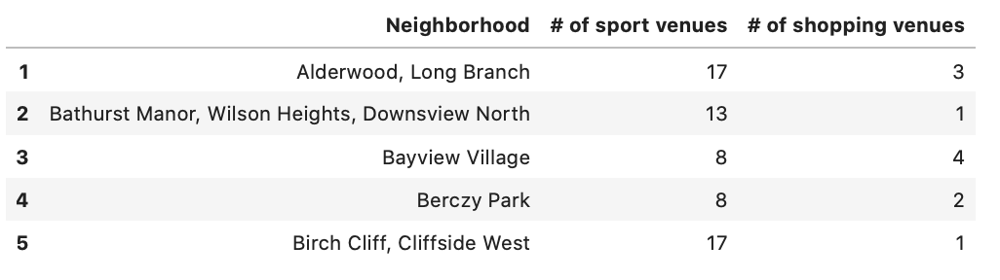 Neighborhood # of sport venues # of shopping venues
1 Alderwood, Long Branch 17 3
2 Bathurst Manor, Wilson Heights, Downsview North 13 1
3 Bayview Village 8 4
4 Berczy Park 8 2
5 Birch Cliff, Cliffside West 17 1